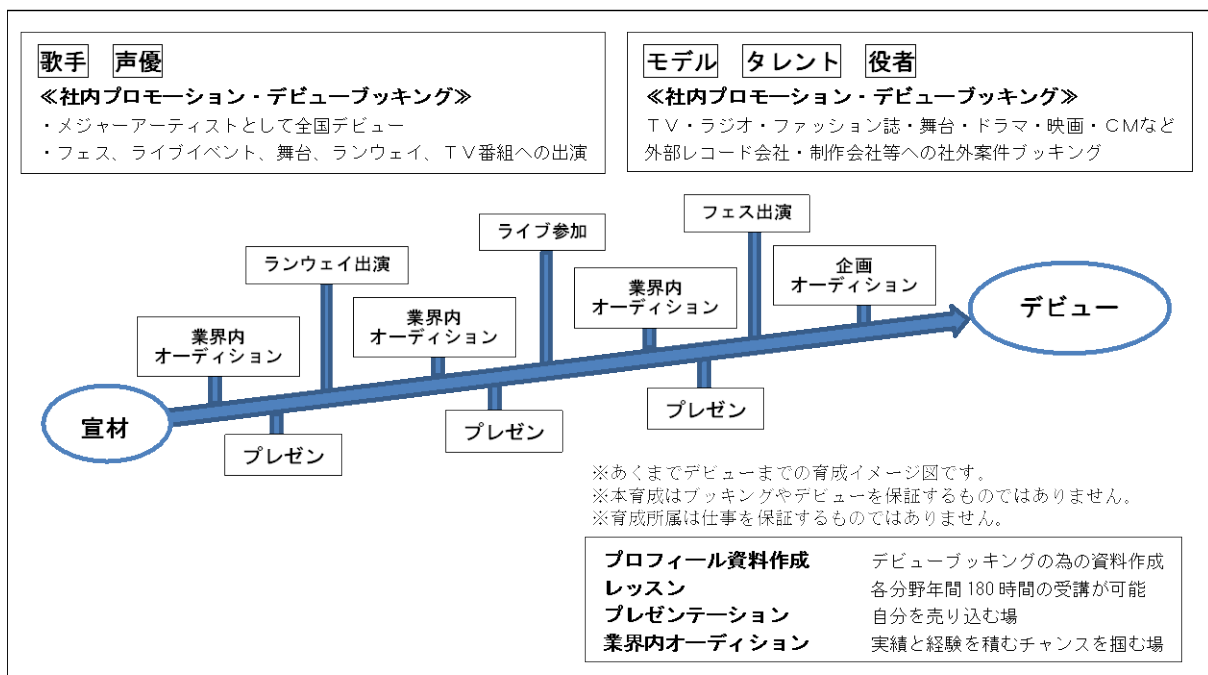 歌手 声優
≪社内プロモーション・デビューブッキング≫
・メジャーアーティストとして全国デビュー
・フェス、ライブイベント、舞台、ランウェイ、TV番組への出演
モデル タレント 役者
≪社内プロモーション・デビューブッキング≫
TV・ラジオ・ファッション誌・舞台・ドラマ・映画・CMなど
外部レコード会社・制作会社等への社外案件ブッキング
宣材
業界内
オーディション
プレゼン
ランウェイ出演
業界内
オーディション
プレゼン
ライブ参加
業界内
オーディション
プレゼン
フェス出演
企画
オーディション
デビュー
※あくまでデビューまでの育成イメージ図です。
※本育成はブッキングやデビューを保証するものではありません。
※育成所属は仕事を保証するものではありません。
プロフィール資料作成 デビューブッキングの為の資料作成
レッスン 各分野年間180時間の受講が可能
プレゼンテーション 自分を売り込む場
業界内オーディション 実績と経験を積むチャンスを掴む場